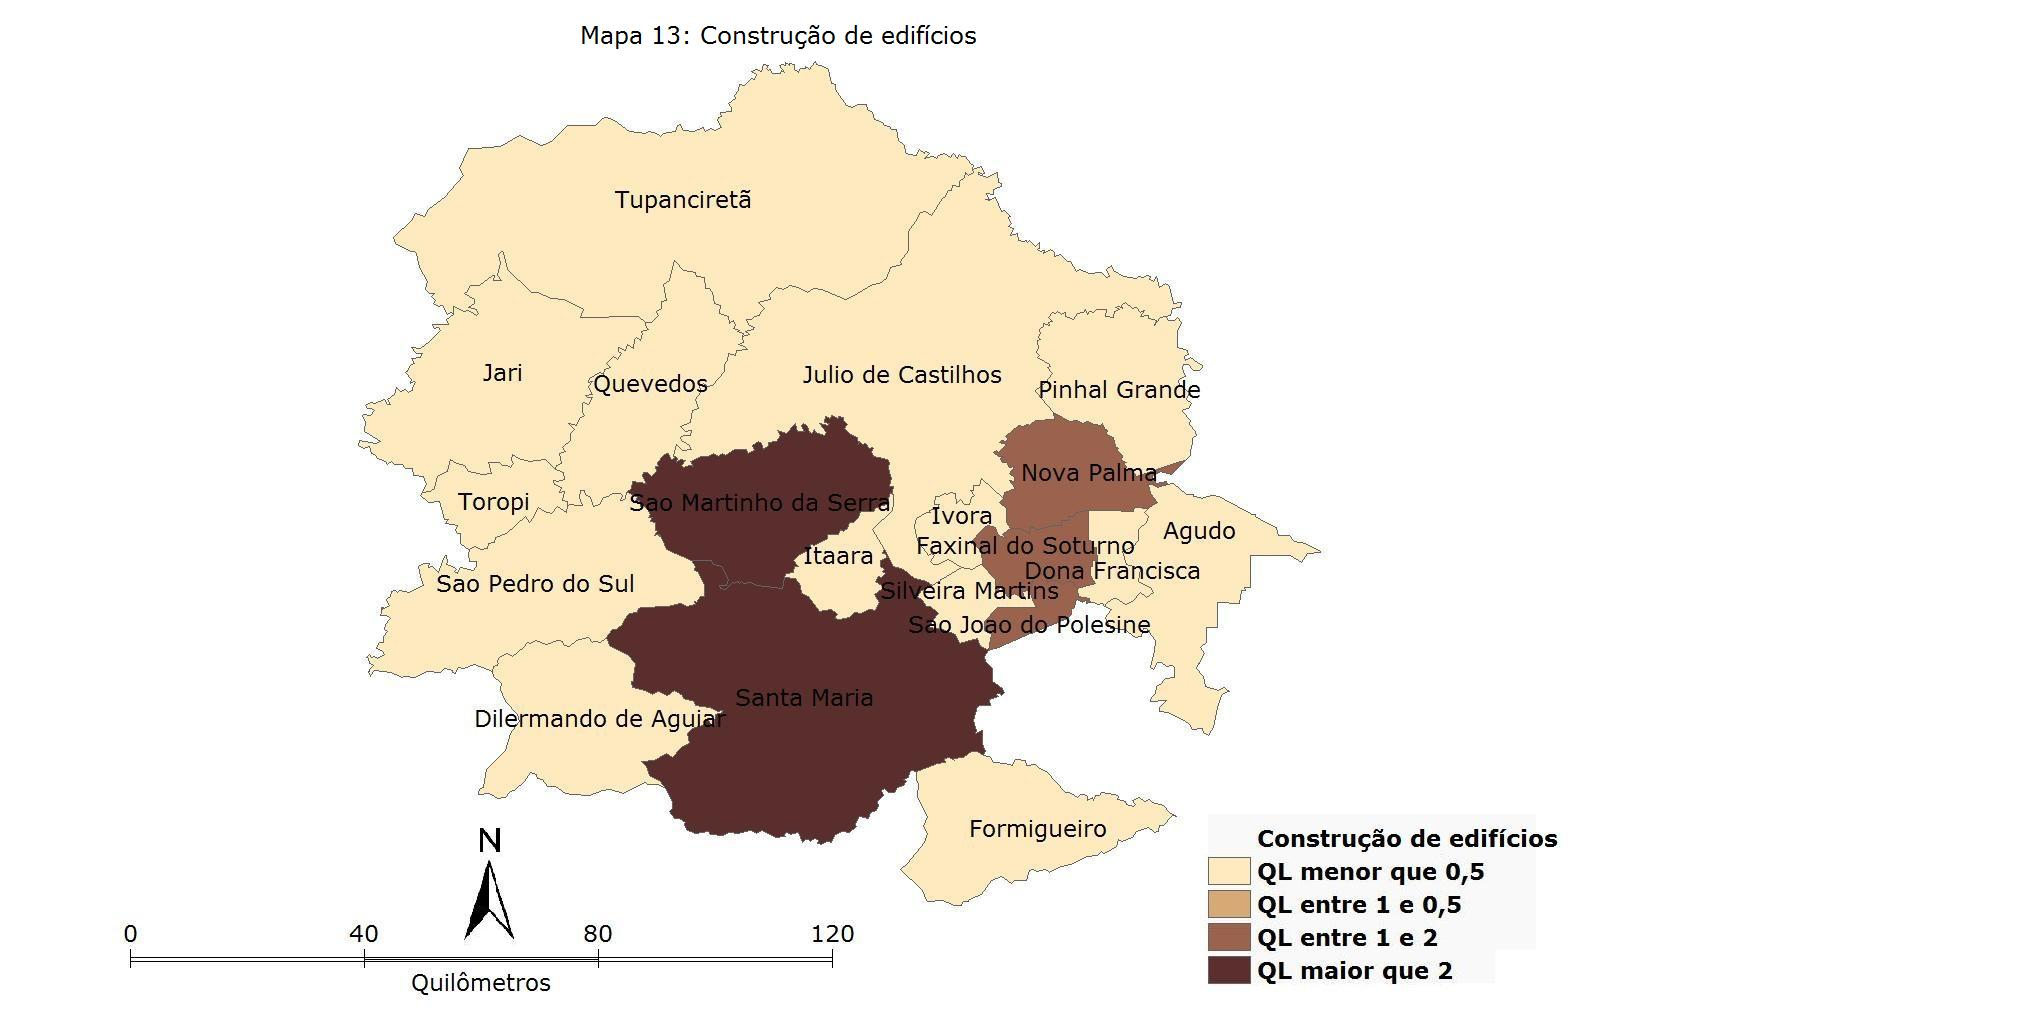 Mapa 13: Construção de edifícios
Tupanciretã
Jari
Quevedos
Julio de Castilhos
Pinhal Grande
Nova Palma
Toropi
Sao Martinho da Serra
Ivora
Agudo
Faxinal do Soturno
Itaara
Dona Francisca
Sao Pedro do Sul
Silveira Martins
Sao Joao do Polesine
Santa Maria
Dilermando de Aguiar
Formigueiro
N
0 40 80 120
Quilômetros
Construção de edifícios
QL menor que 0,5
QL entre 1 e 0,5
QL entre 1 e 2
QL maior que 2